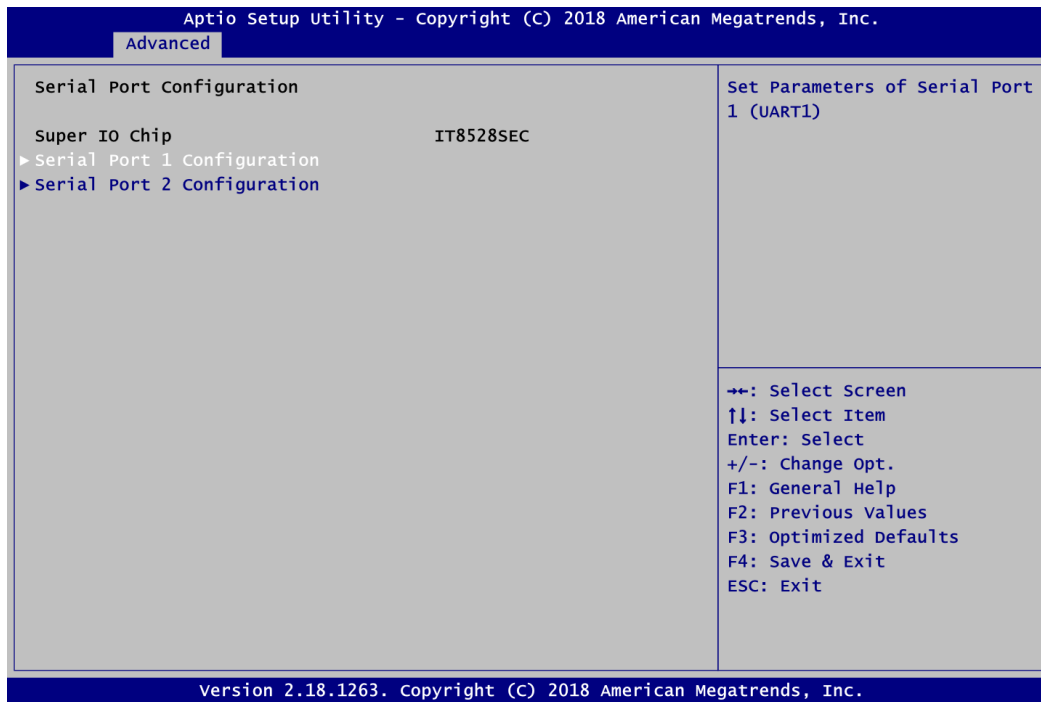 Aptio Setup Utility - Copyright (C) 2018 American Megatrends, Inc.
Advanced
Serial Port Configuration
Super IO Chip IT8528SEC
▶Serial Port 1 Configuration
▶Serial Port 2 Configuration
Set Parameters of Serial Port
1 (UART1)
→←: Select Screen
↑↓: Select Item
Enter: Select
+/-: Change Opt.
F1: General Help
F2: Previous Values
F3: Optimized Defaults
F4: Save & Exit
ESC: Exit
Version 2.18.1263. Copyright (C) 2018 American Megatrends, Inc.